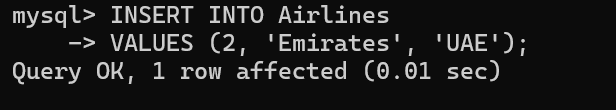 mysql> INSERT INTO Airlines
    -> VALUES (2, 'Emirates', 'UAE');
Query OK, 1 row affected (0.01 sec)